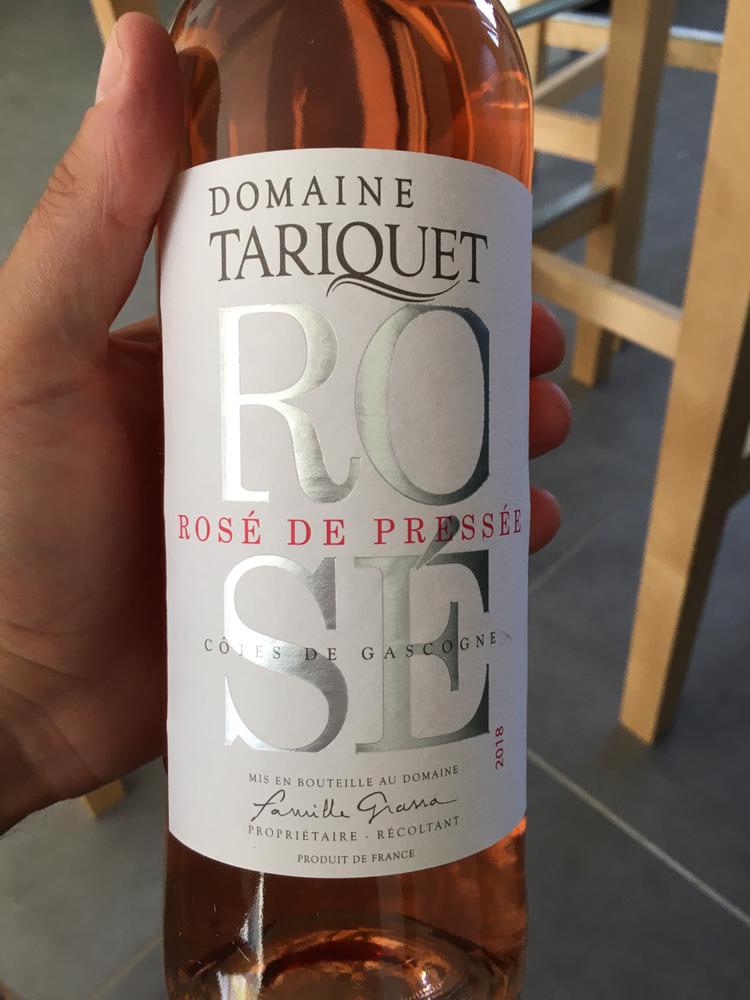 DOMAINE
TARIQUET
RO
ROSÉ DE PRESSÉE
SÉ
CÔTES DE GASCOGNE
2018
MIS EN BOUTEILLE AU DOMAINE
Famille Grassa
PROPRIÉTAIRE - RÉCOLTANT
PRODUIT DE FRANCE